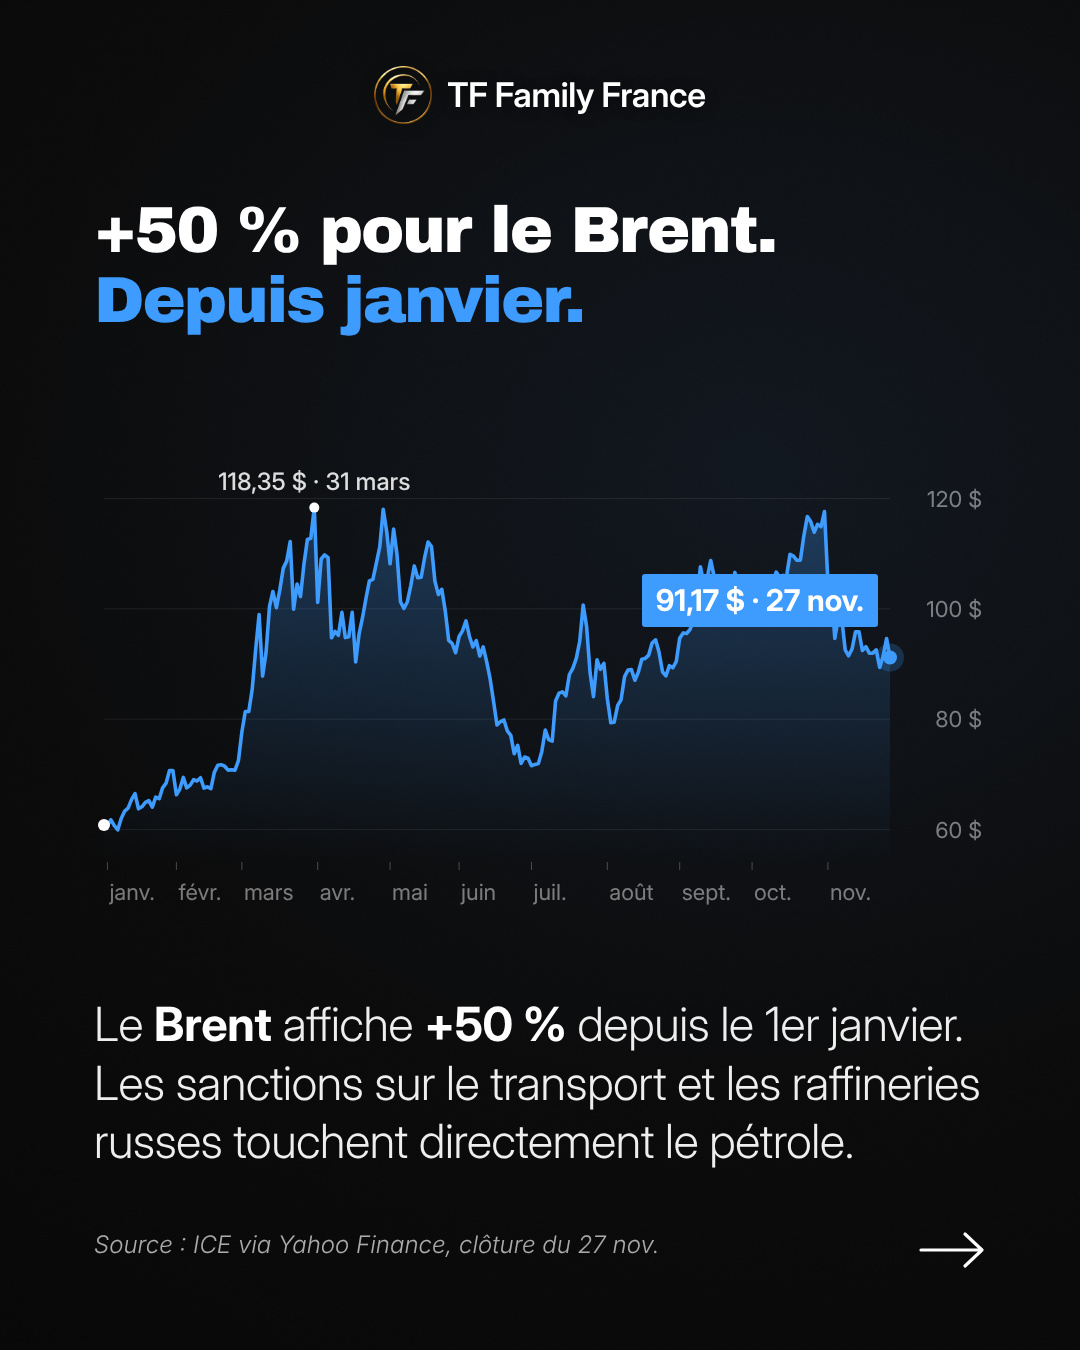 TF TF Family France
+50 % pour le Brent.
Depuis janvier.
118,35 $ · 31 mars
120 $
91,17 $ · 27 nov.
100 $
80 $
60 $
janv. févr. mars avr. mai juin juil. août sept. oct. nov.
Le Brent affiche +50 % depuis le 1er janvier.
Les sanctions sur le transport et les raffineries
russes touchent directement le pétrole.
Source : ICE via Yahoo Finance, clôture du 27 nov.